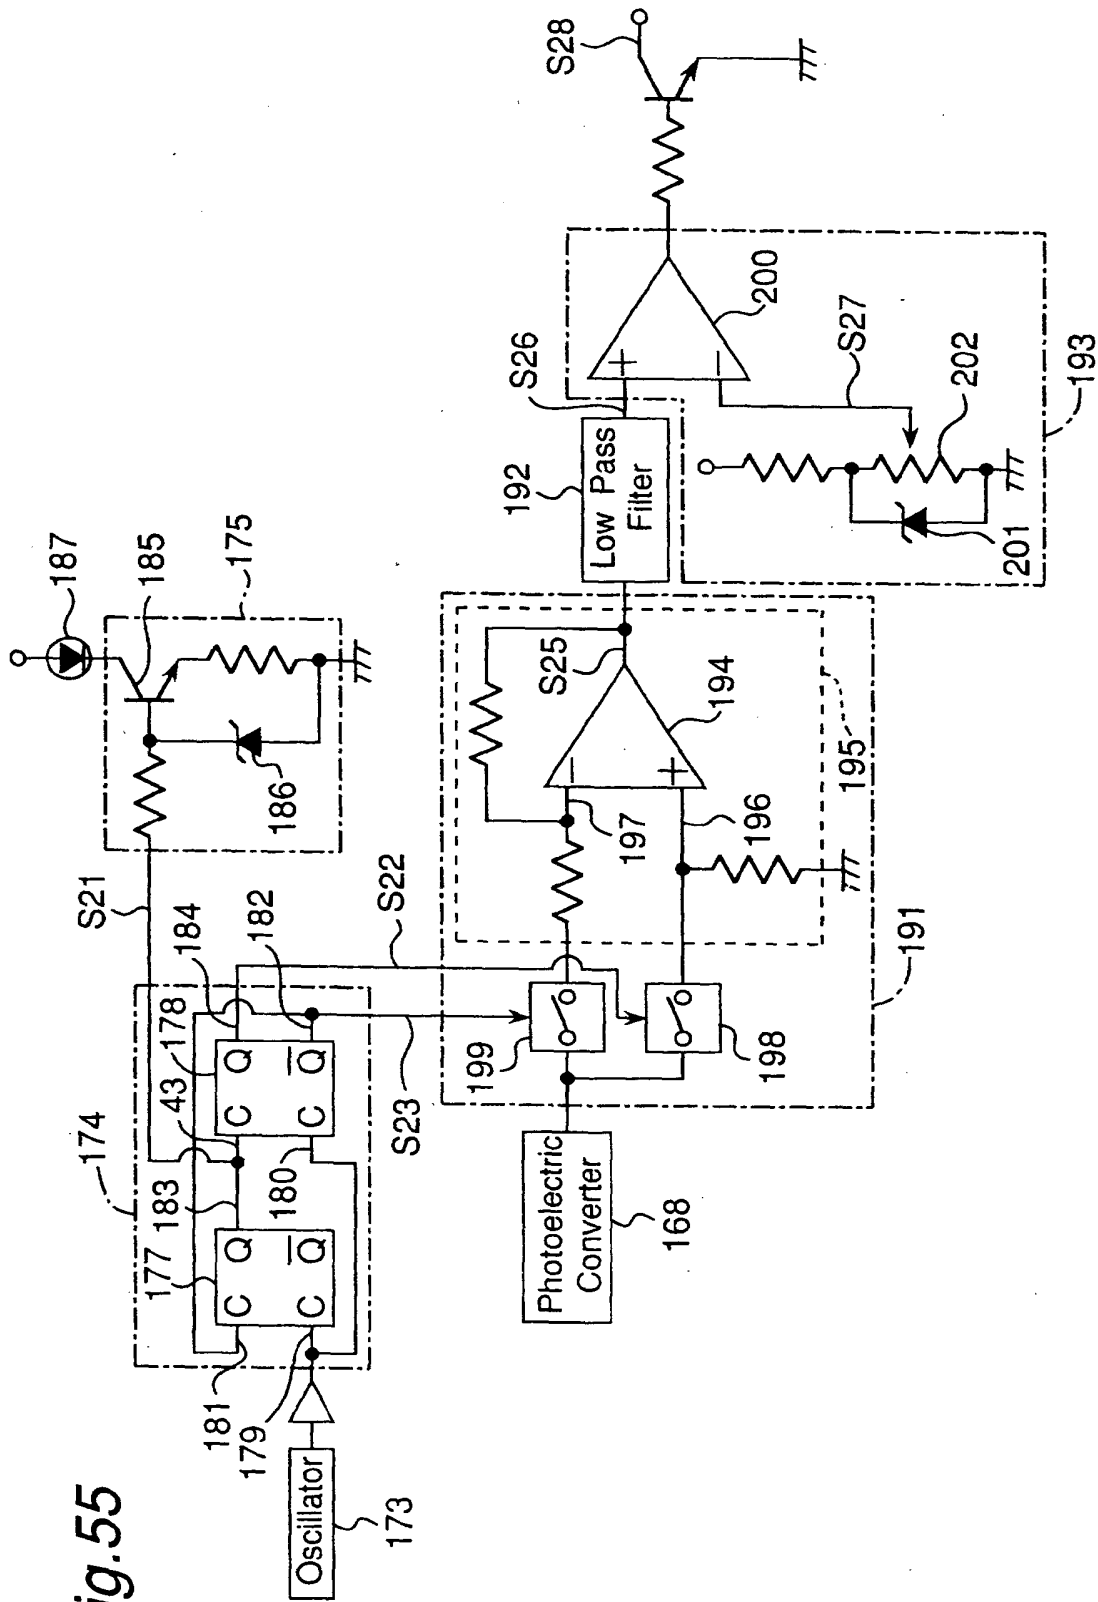 ig.55
Oscillator
173
174
177
183
43
178
184
C
Q
C
Q
C
Q
C
Q
181
179
180
182
S21
S22
S23
187
185
175
186
Photoelectric
Converter
168
199
198
191
197
196
194
195
S25
192
Low Pass
Filter
S26
200
S27
202
201
193
S28